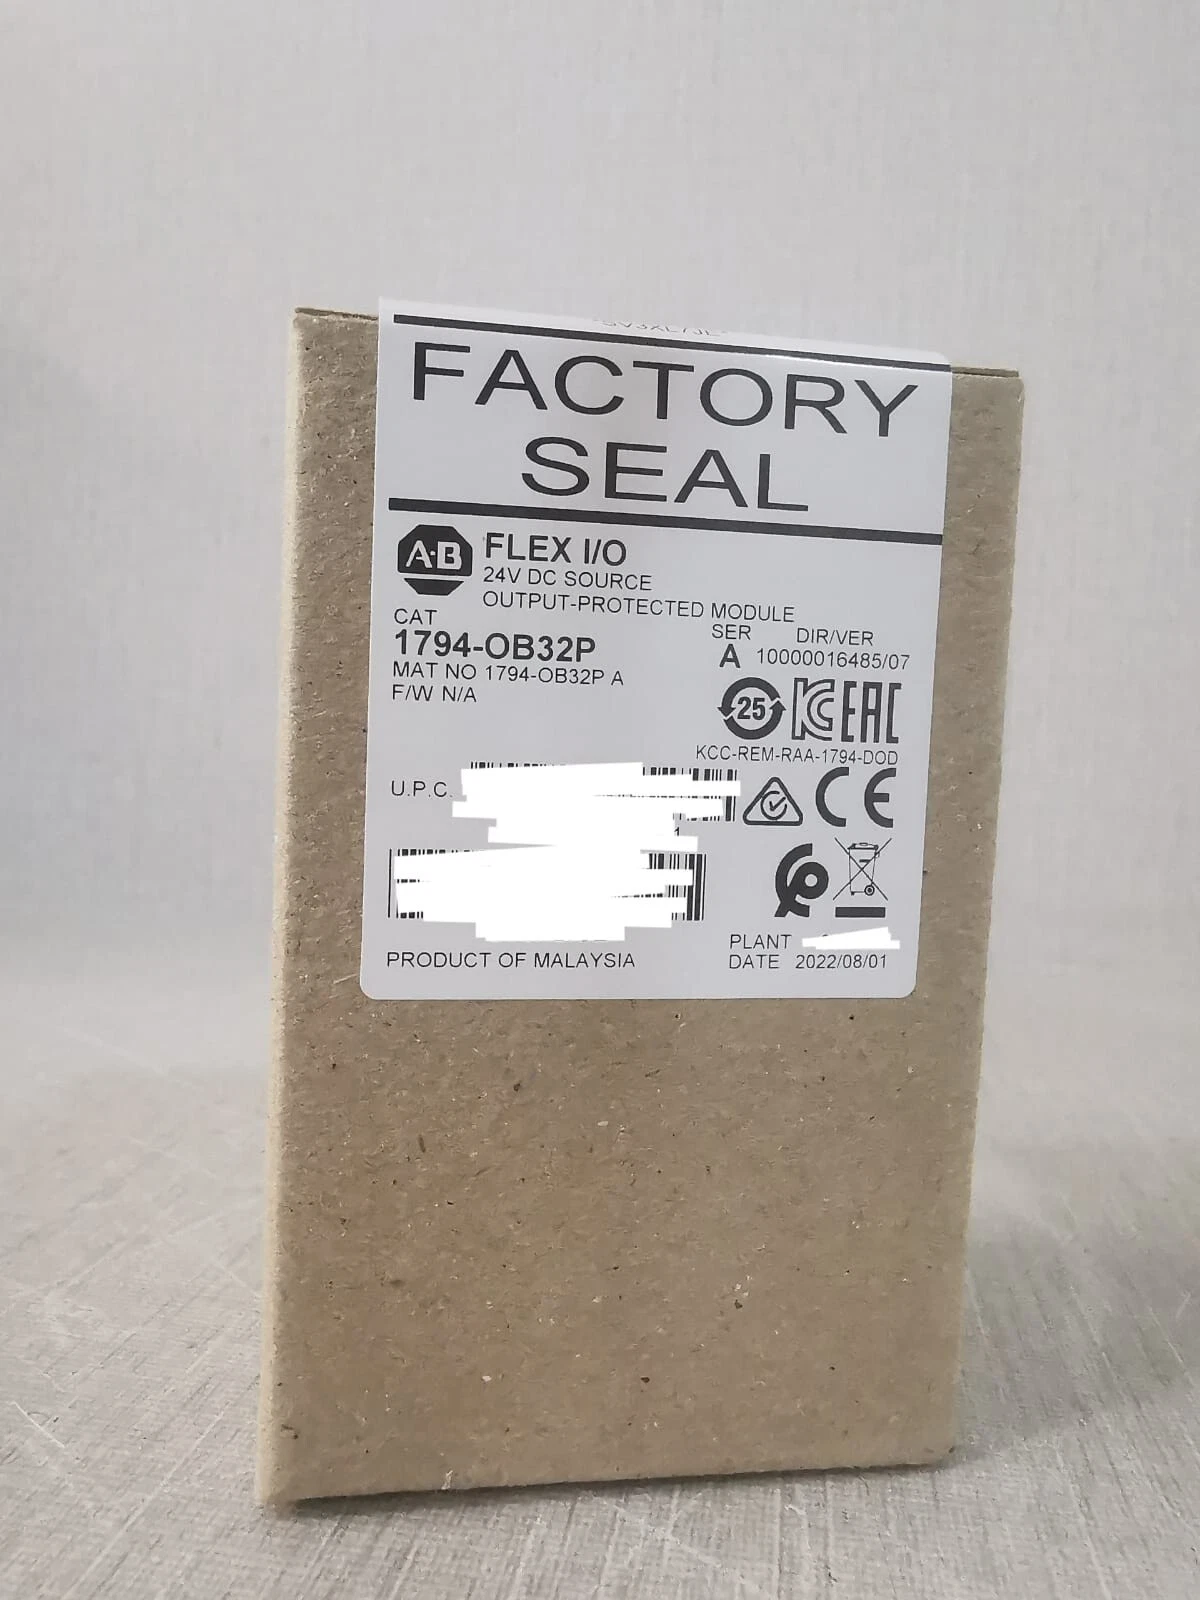 FACTORY
SEAL
A-B
FLEX I/O
24V DC SOURCE
OUTPUT-PROTECTED MODULE
CAT
1794-OB32P
SER
A
DIR/VER
10000016485/07
MAT NO 1794-OB32P A
F/W N/A
25
EAC
KCC-REM-RAA-1794-DOD
U.P.C.
CE
PRODUCT OF MALAYSIA
PLANT
DATE 2022/08/01